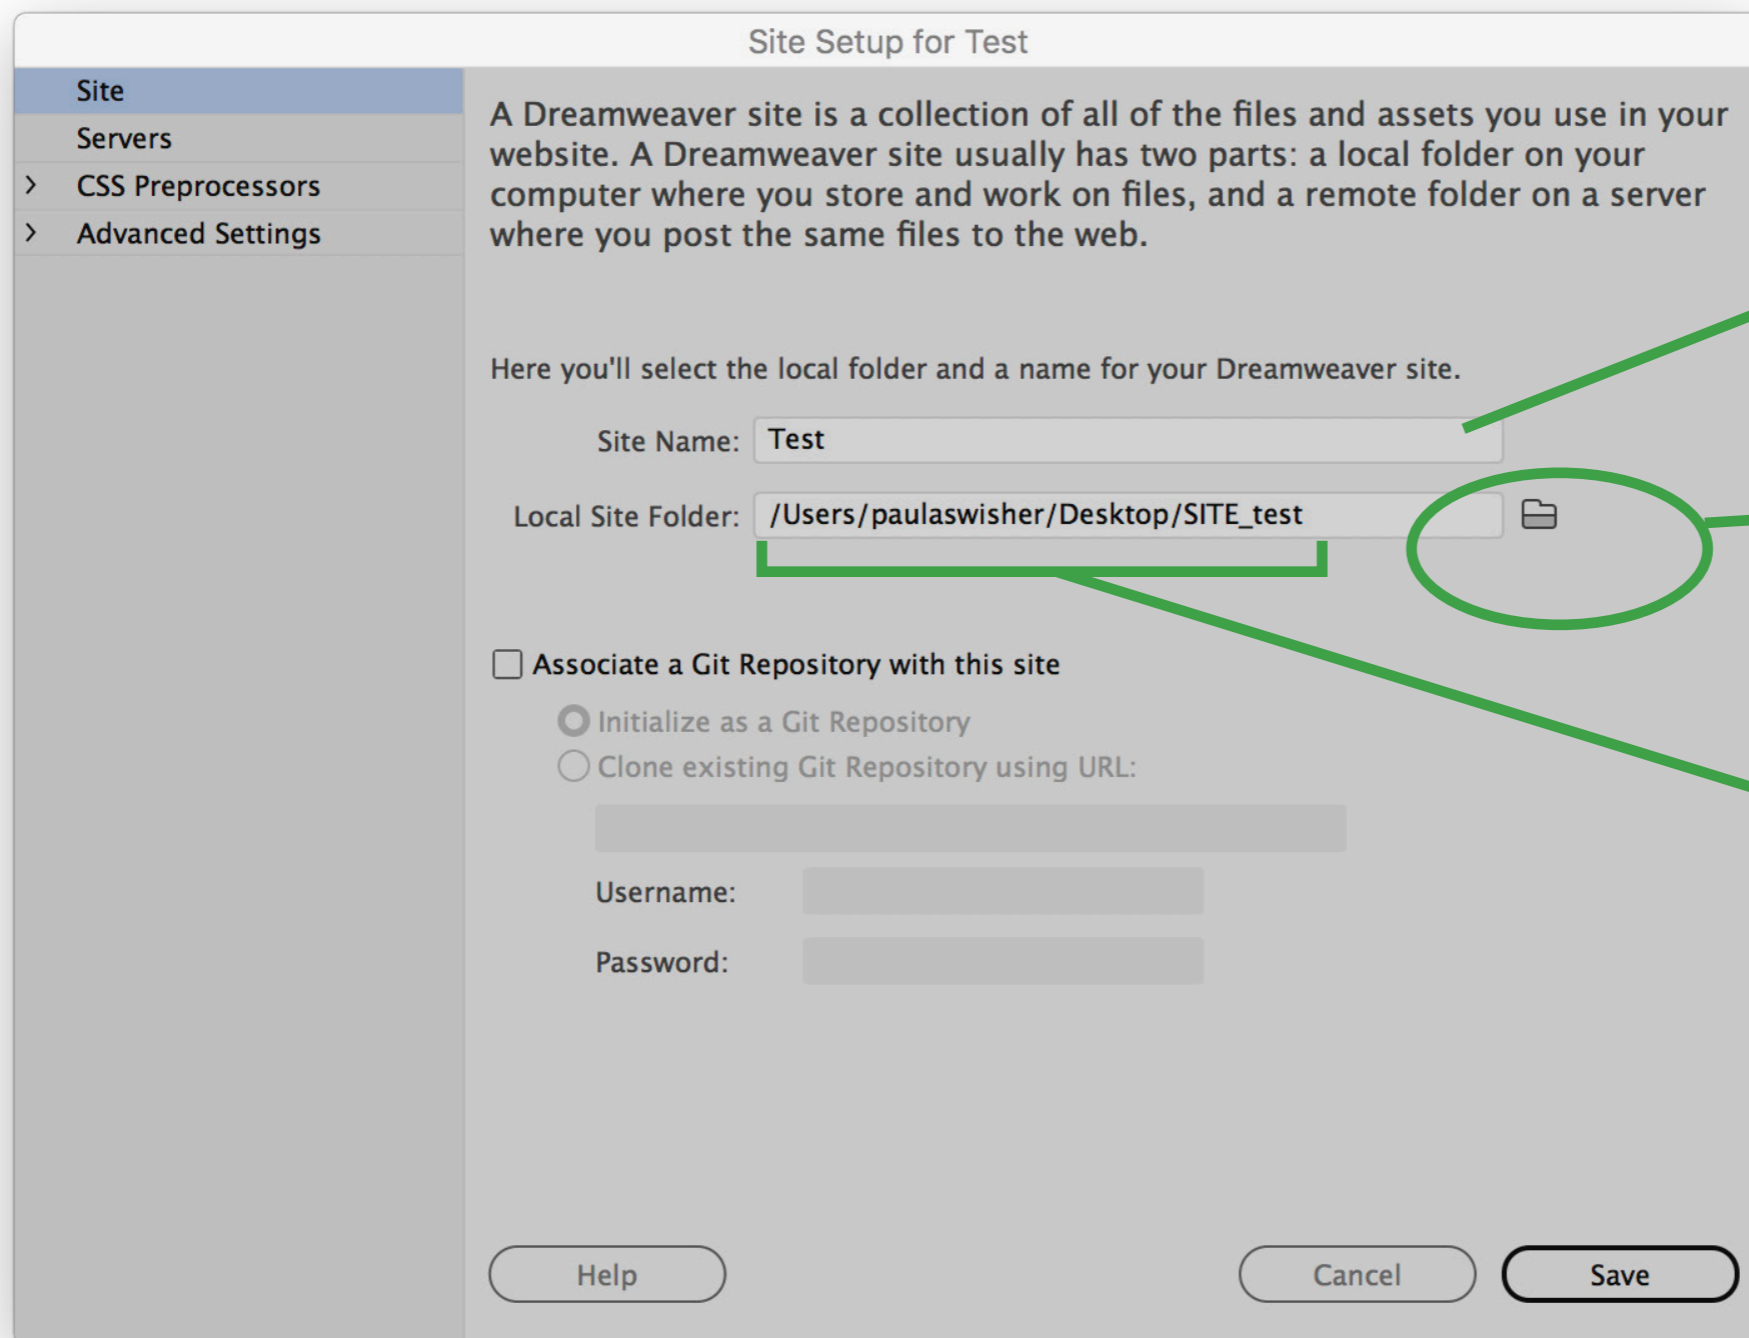 Site Setup for Test
Site
Servers
CSS Preprocessors
Advanced Settings
A Dreamweaver site is a collection of all of the files and assets you use in your
website. A Dreamweaver site usually has two parts: a local folder on your
computer where you store and work on files, and a remote folder on a server
where you post the same files to the web.
Here you'll select the local folder and a name for your Dreamweaver site.
Site Name: Test
Local Site Folder: /Users/paulaswisher/Desktop/SITE_test
Associate a Git Repository with this site
Initialize as a Git Repository
Clone existing Git Repository using URL:
Username:
Password:
Help Cancel Save